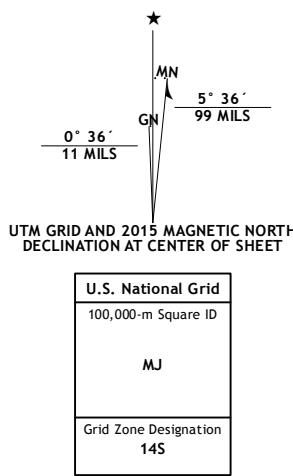 MN
5° 36´
99 MILS
GN
0° 36´
11 MILS
UTM GRID AND 2015 MAGNETIC NORTH
DECLINATION AT CENTER OF SHEET
U.S. National Grid
100,000-m Square ID
MJ
Grid Zone Designation
14S